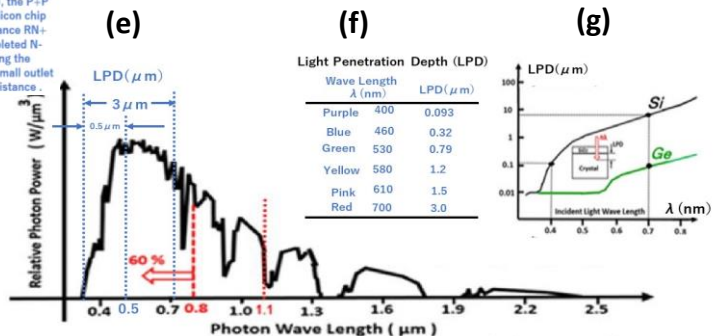 , the P+P
icon chip
ance RN+
leted N-
ng the
mall outlet
istance .
(e)
LPD(μm)
3μm
0.5μm
Relative Photon Power (W/μm³)
60 %
0.4 0.5 0.7 0.8 1.0 1.1 1.3 1.6 1.9 2.2 2.5
Photon Wave Length ( μm )
(f)
Light Penetration Depth (LPD)
Wave Length
λ(nm) LPD(μm)
Purple 400 0.093
Blue 460 0.32
Green 530 0.79
Yellow 580 1.2
Pink 610 1.5
Red 700 3.0
(g)
LPD(μm)
100
10
1
0.1
0.01
Si
Ge
LPD
Crystal
Incident Light Wave Length
λ(nm)
0.4 0.5 0.6 0.7 0.8